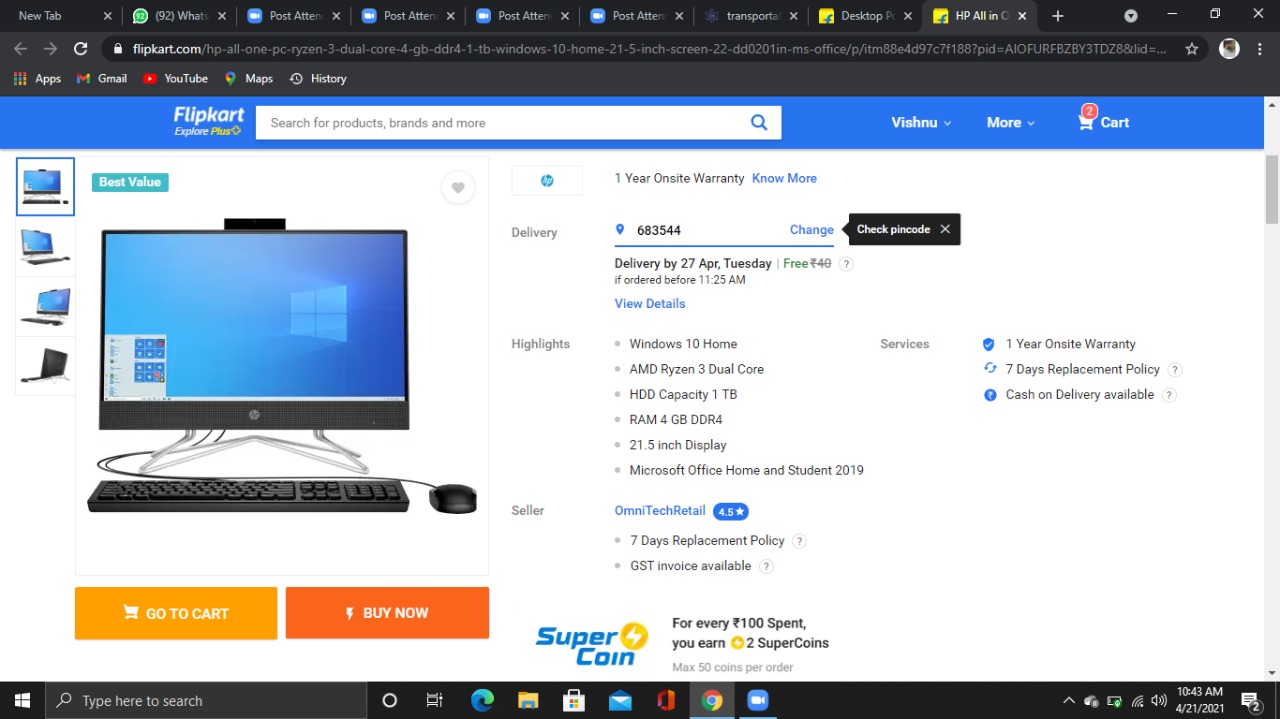 New Tab
(92) Whats
Post Atten
Post Atten
Post Atten
Post Atten
transporta
Desktop P
HP All in O
flipkart.com/hp-all-one-pc-ryzen-3-dual-core-4-gb-ddr4-1-tb-windows-10-home-21-5-inch-screen-22-dd0201in-ms-office/p/itm88e4d97c7f188?pid=AIOFURFBZBY3TDZ8&lid=...
Apps
Gmail
YouTube
Maps
History
Flipkart
Explore Plus
Search for products, brands and more
Vishnu
More
2
Cart
Best Value
hp
1 Year Onsite Warranty Know More
Delivery
683544
Change
Check pincode
Delivery by 27 Apr, Tuesday | Free ₹40 ?
if ordered before 11:25 AM
View Details
Highlights
Windows 10 Home
AMD Ryzen 3 Dual Core
HDD Capacity 1 TB
RAM 4 GB DDR4
21.5 inch Display
Microsoft Office Home and Student 2019
Services
1 Year Onsite Warranty
7 Days Replacement Policy ?
Cash on Delivery available ?
Seller
OmniTechRetail 4.5★
7 Days Replacement Policy ?
GST invoice available ?
GO TO CART
BUY NOW
Super
Coin
For every ₹100 Spent,
you earn 2 SuperCoins
Max 50 coins per order
Type here to search
10:43 AM
4/21/2021
2